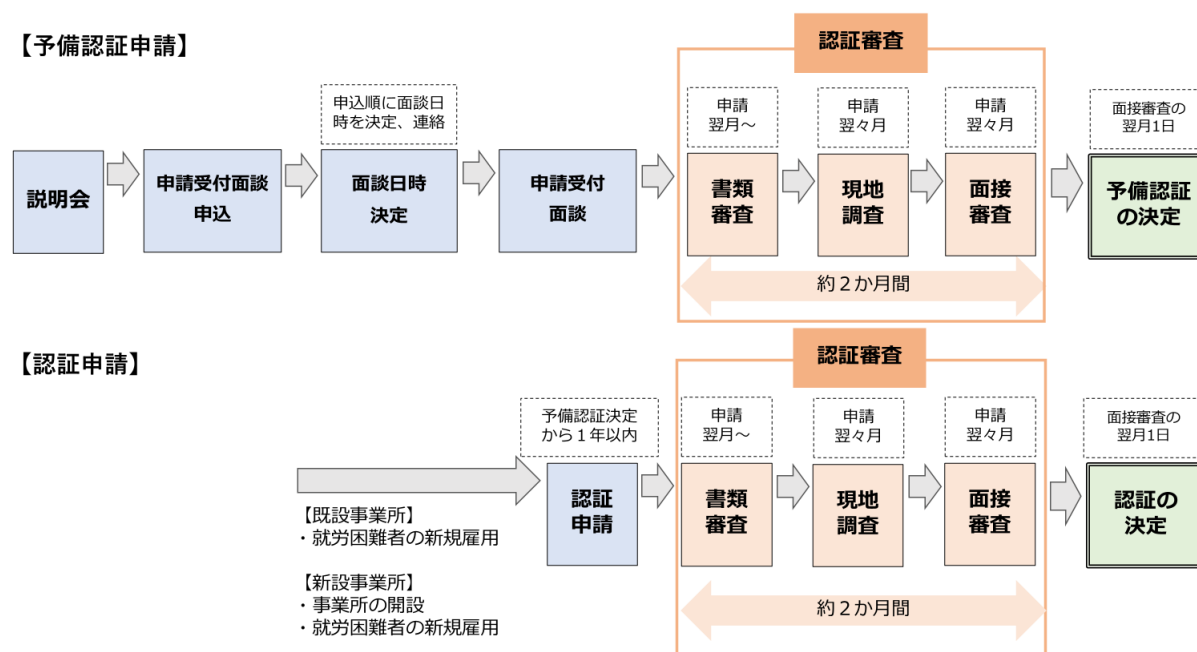 【予備認証申請】
認証審査
申込順に面談日
時を決定、連絡
申請
翌月～
申請
翌々月
申請
翌々月
面接審査の
翌月1日
説明会
申請受付面談
申込
面談日時
決定
申請受付
面談
書類
審査
現地
調査
面接
審査
予備認証
の決定
約２か月間
【認証申請】
認証審査
予備認証決定
から１年以内
申請
翌月～
申請
翌々月
申請
翌々月
面接審査の
翌月1日
認証
申請
書類
審査
現地
調査
面接
審査
認証の
決定
【既設事業所】
・就労困難者の新規雇用
【新設事業所】
・事業所の開設
・就労困難者の新規雇用
約２か月間